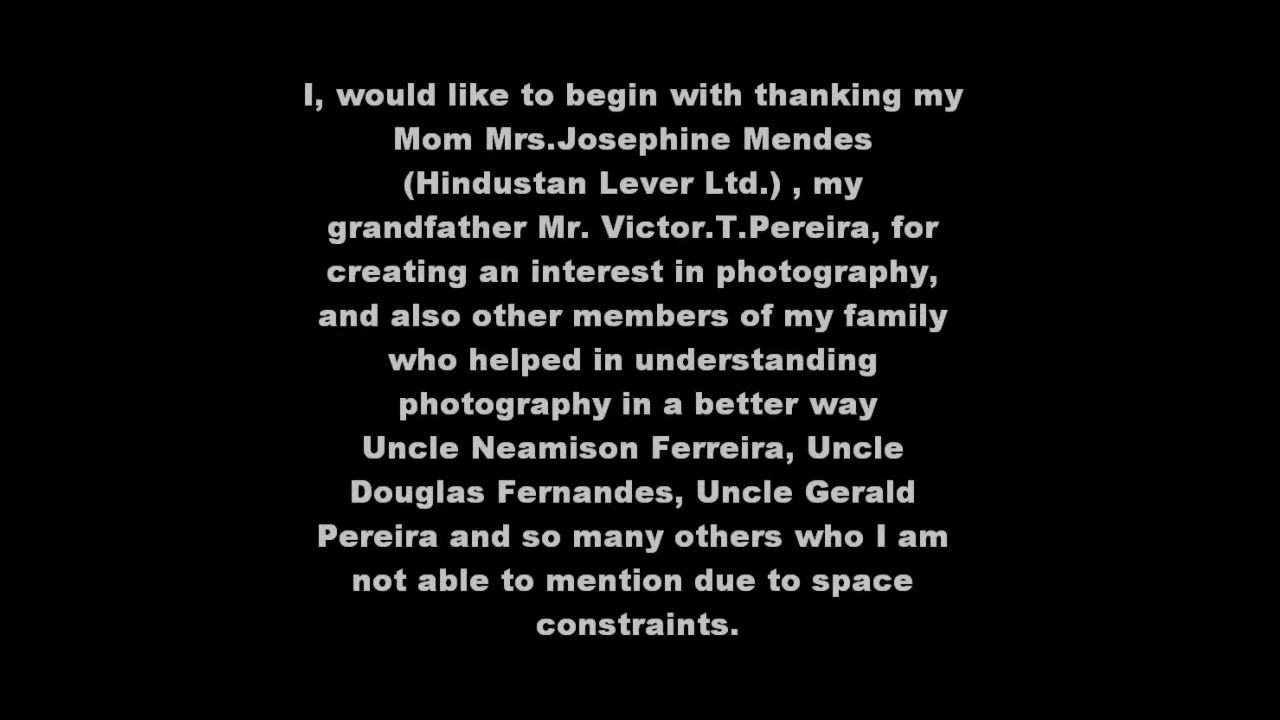 I, would like to begin with thanking my
Mom Mrs.Josephine Mendes
(Hindustan Lever Ltd.) , my
grandfather Mr. Victor.T.Pereira, for
creating an interest in photography,
and also other members of my family
who helped in understanding
photography in a better way
Uncle Neamison Ferreira, Uncle
Douglas Fernandes, Uncle Gerald
Pereira and so many others who I am
not able to mention due to space
constraints.